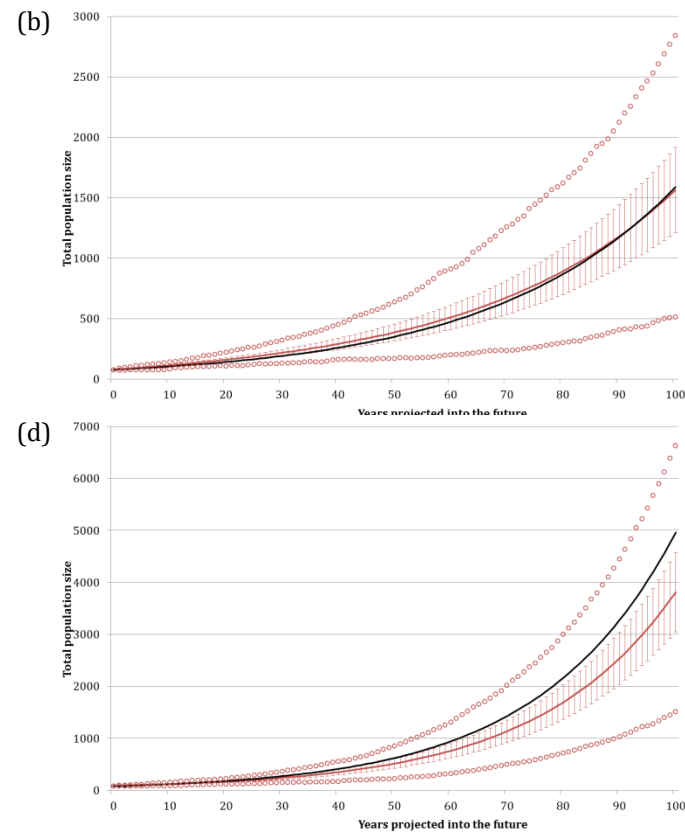 (b)
3000
2500
2000
1500
1000
500
0
Total population size
0 10 20 30 40 50 60 70 80 90 100
Years projected into the future
(d)
7000
6000
5000
4000
3000
2000
1000
0
Total population size
0 10 20 30 40 50 60 70 80 90 100
Years projected into the future